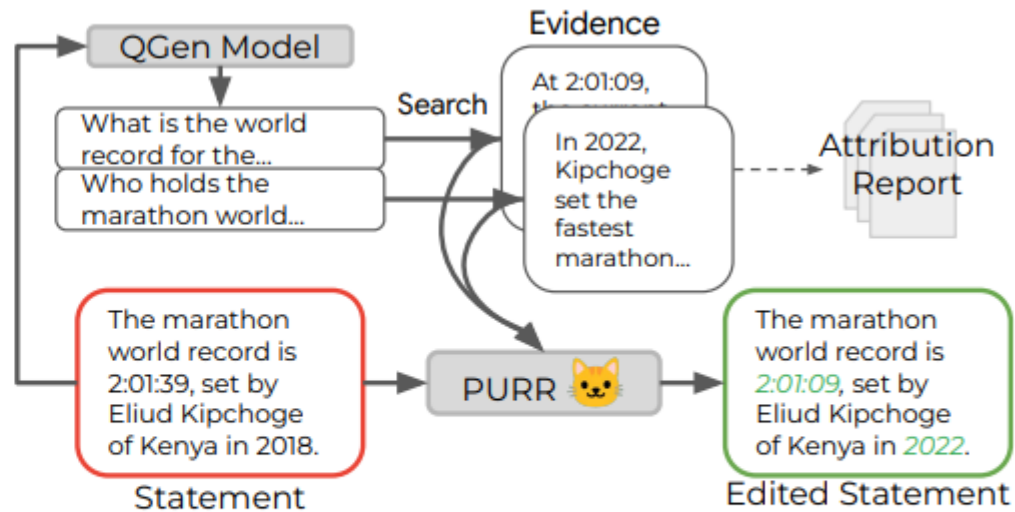 Evidence
QGen Model
What is the world
record for the...
Who holds the
marathon world...
Search
At 2:01:09,
In 2022,
Kipchoge
set the
fastest
marathon...
Attribution
Report
The marathon
world record is
2:01:39, set by
Eliud Kipchoge
of Kenya in 2018.
Statement
PURR
The marathon
world record is
2:01:09, set by
Eliud Kipchoge
of Kenya in 2022.
Edited Statement